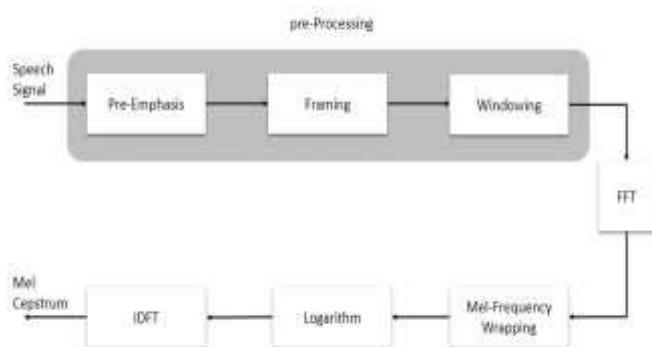 pre-Processing
Speech
Signal
Pre-Emphasis
Framing
Windowing
FFT
Mel
Cepstrum
IDFT
Logarithm
Mel-Frequency
Wrapping